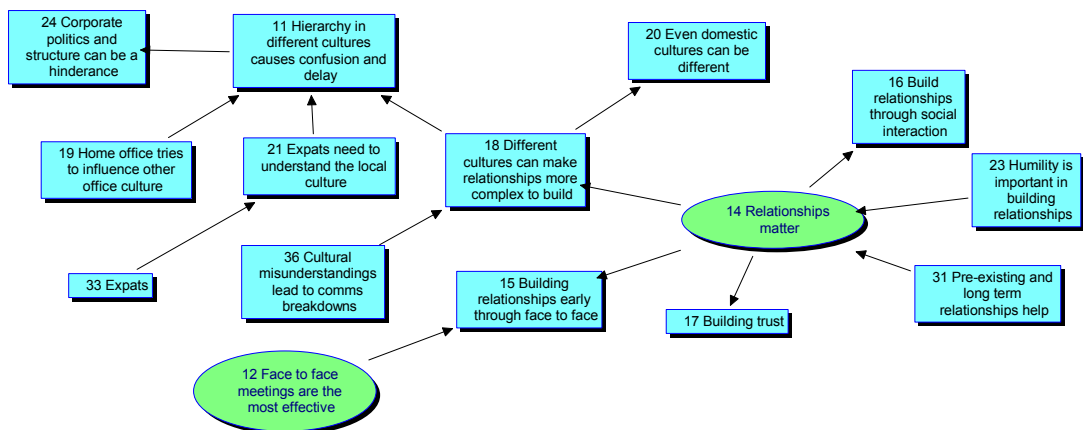 24 Corporate
politics and
structure can be a
hinderance
11 Hierarchy in
different cultures
causes confusion and
delay
20 Even domestic
cultures can be
different
16 Build
relationships
through social
interaction
19 Home office tries
to influence other
office culture
21 Expats need to
understand the local
culture
18 Different
cultures can make
relationships more
complex to build
23 Humility is
important in
building
relationships
14 Relationships
matter
33 Expats
36 Cultural
misunderstandings
lead to comms
breakdowns
15 Building
relationships early
through face to face
17 Building trust
31 Pre-existing and
long term
relationships help
12 Face to face
meetings are the
most effective